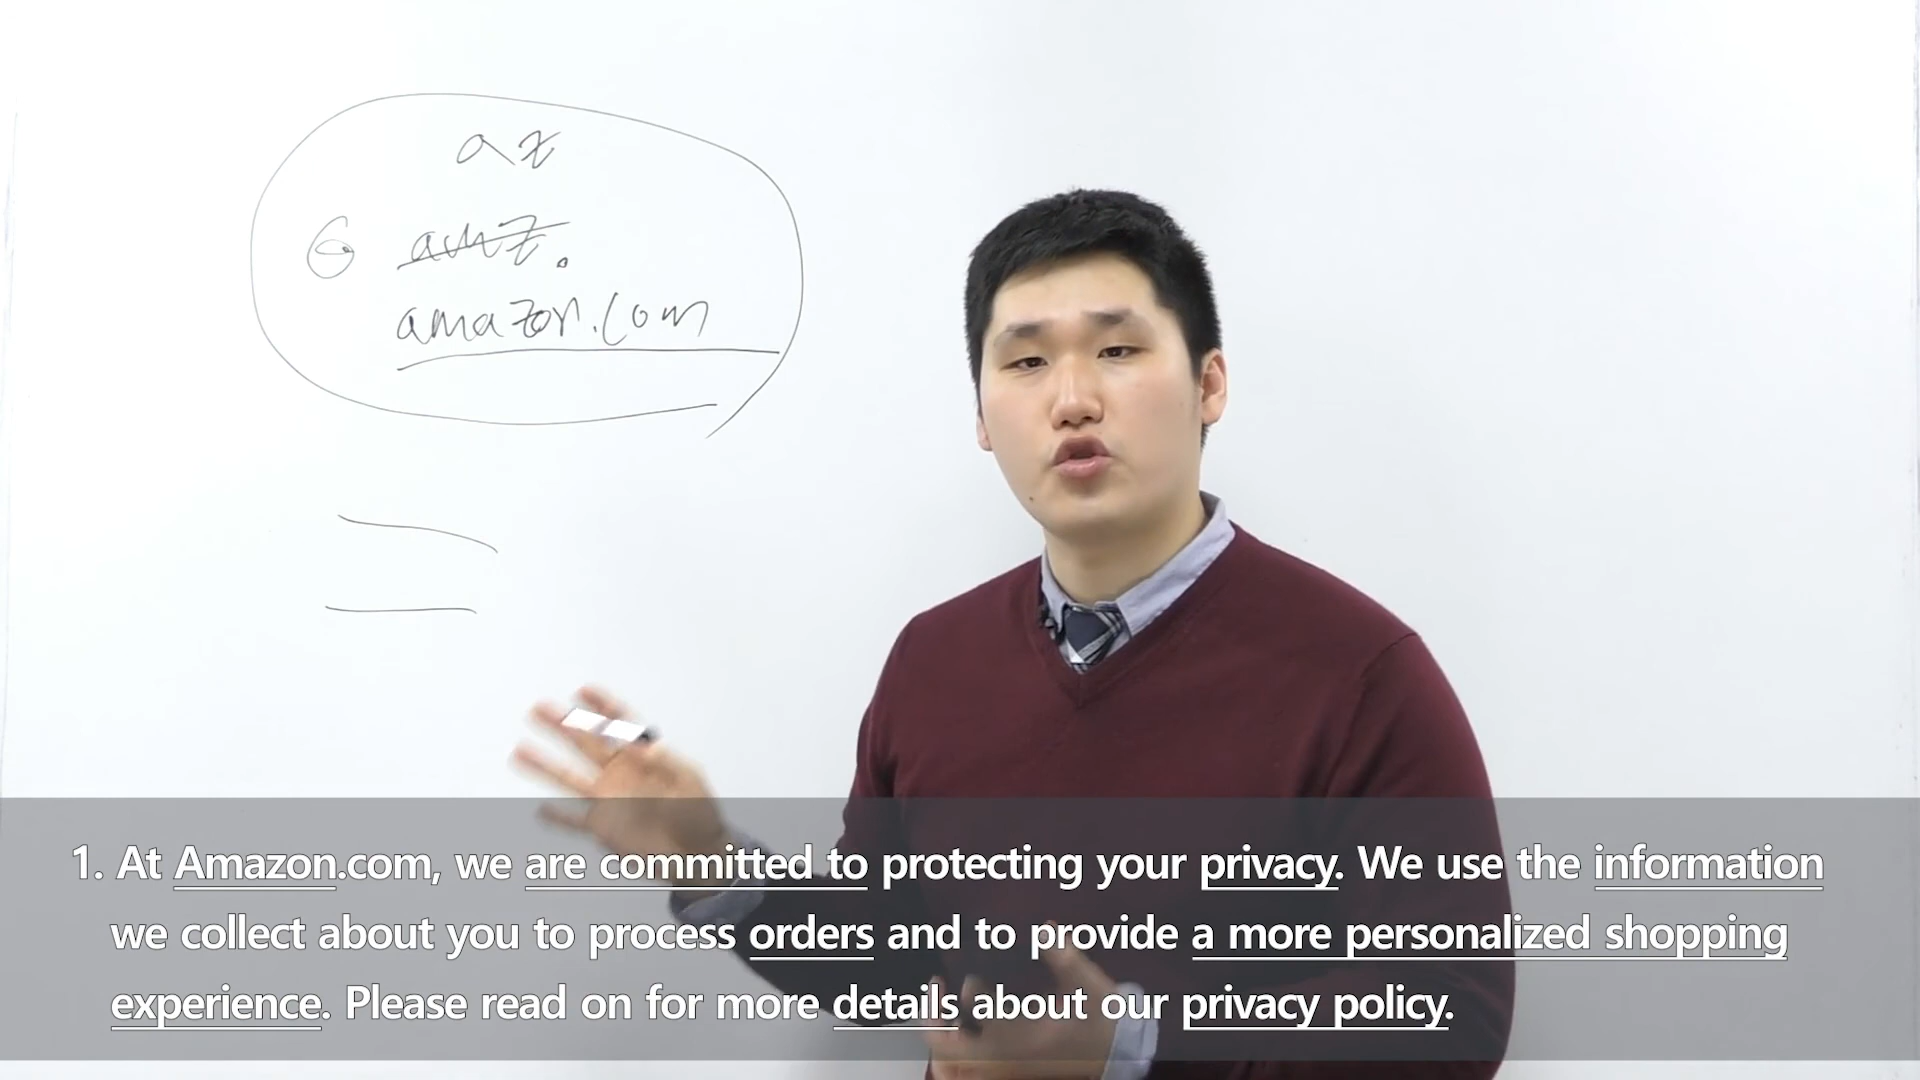 a z
amz.
amazon.com
1. At Amazon.com, we are committed to protecting your privacy. We use the information
we collect about you to process orders and to provide a more personalized shopping
experience. Please read on for more details about our privacy policy.